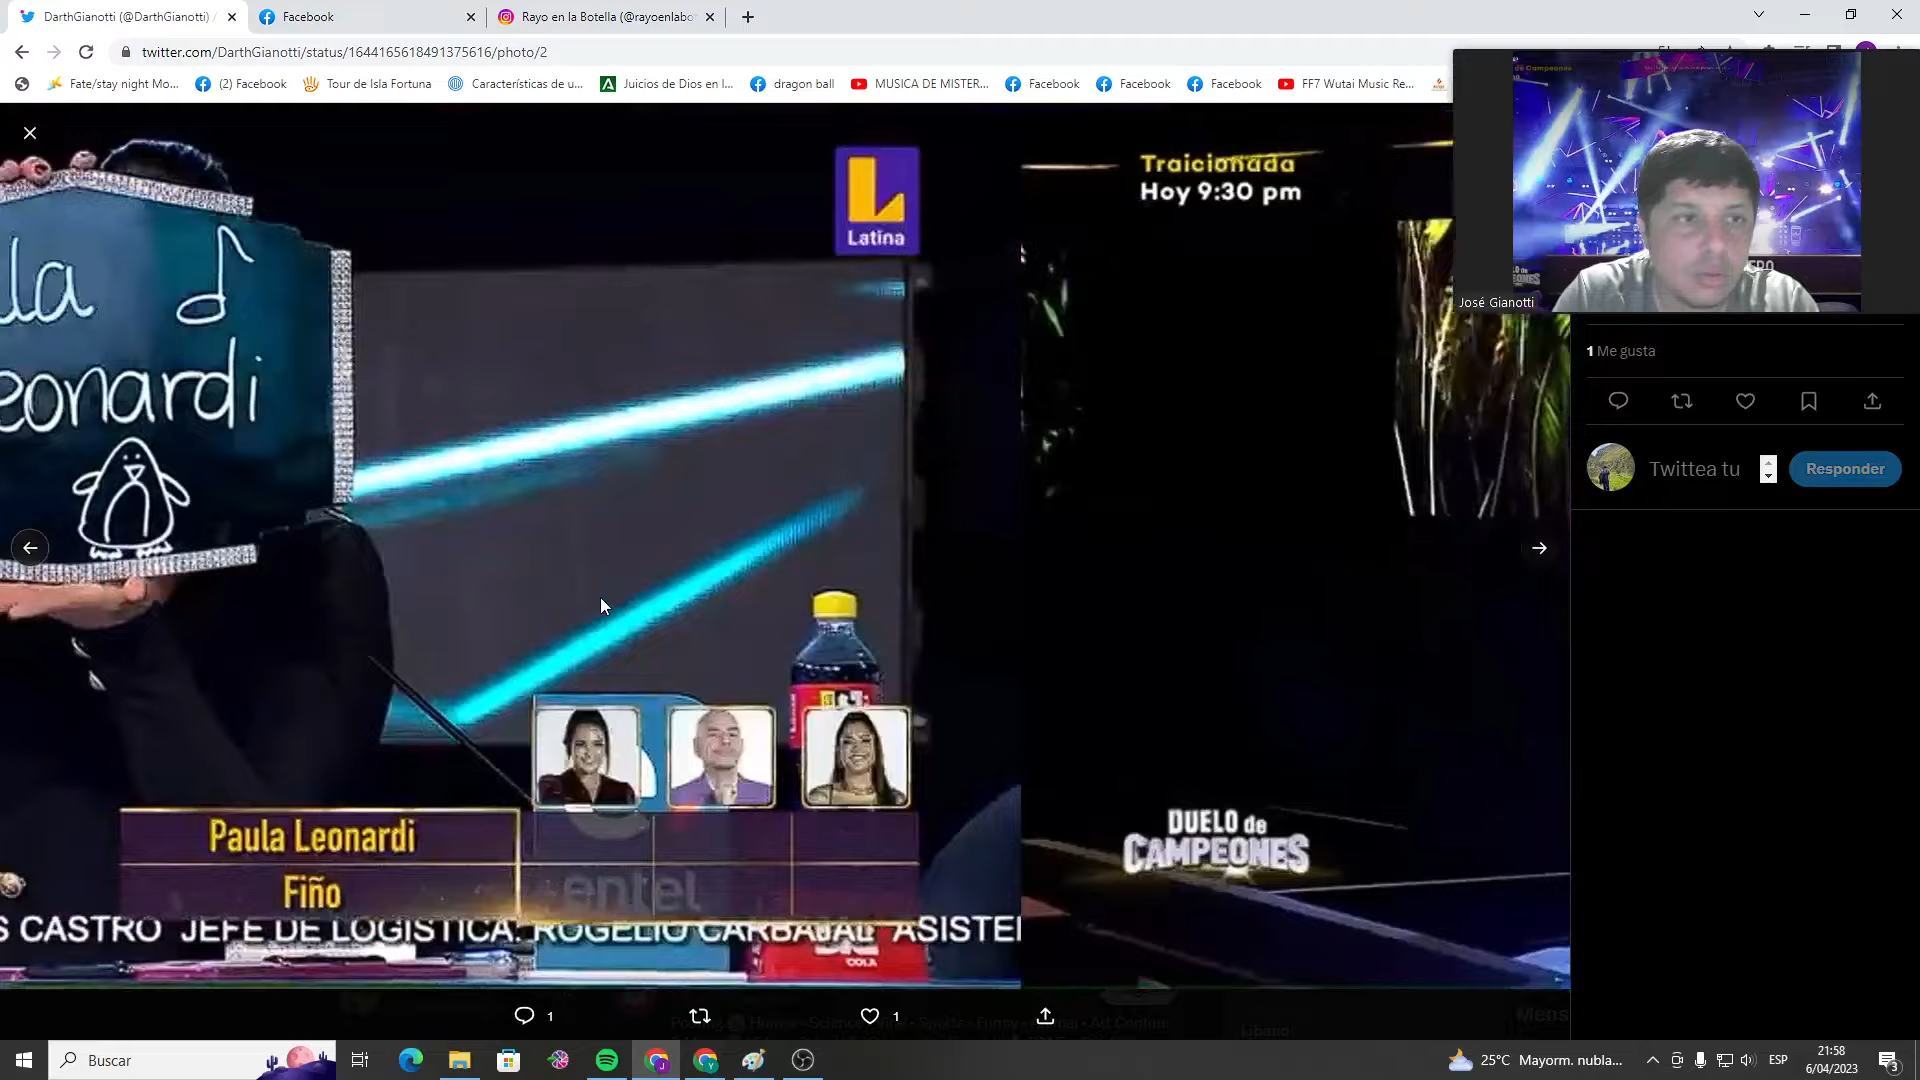 DarthGianotti (@DarthGianotti) /
Facebook
Rayo en la Botella (@rayoenlabo
twitter.com/DarthGianotti/status/1644165618491375616/photo/2
Fate/stay night Mo...
(2) Facebook
Tour de Isla Fortuna
Características de u...
Juicios de Dios en l...
dragon ball
MUSICA DE MISTER...
Facebook
Facebook
Facebook
FF7 Wutai Music Re...
José Gianotti
Traicionada
Hoy 9:30 pm
Latina
la
eonardi
1 Me gusta
Twittea tu
Responder
DUELO de
CAMPEONES
Paula Leonardi
Fiño
entel
S CASTRO JEFE DE LOGISTICA: ROGELIO CARBAJAL ASISTE
COLA
1
1
Mens
Buscar
25°C Mayorm. nubla...
ESP
21:58
6/04/2023
3